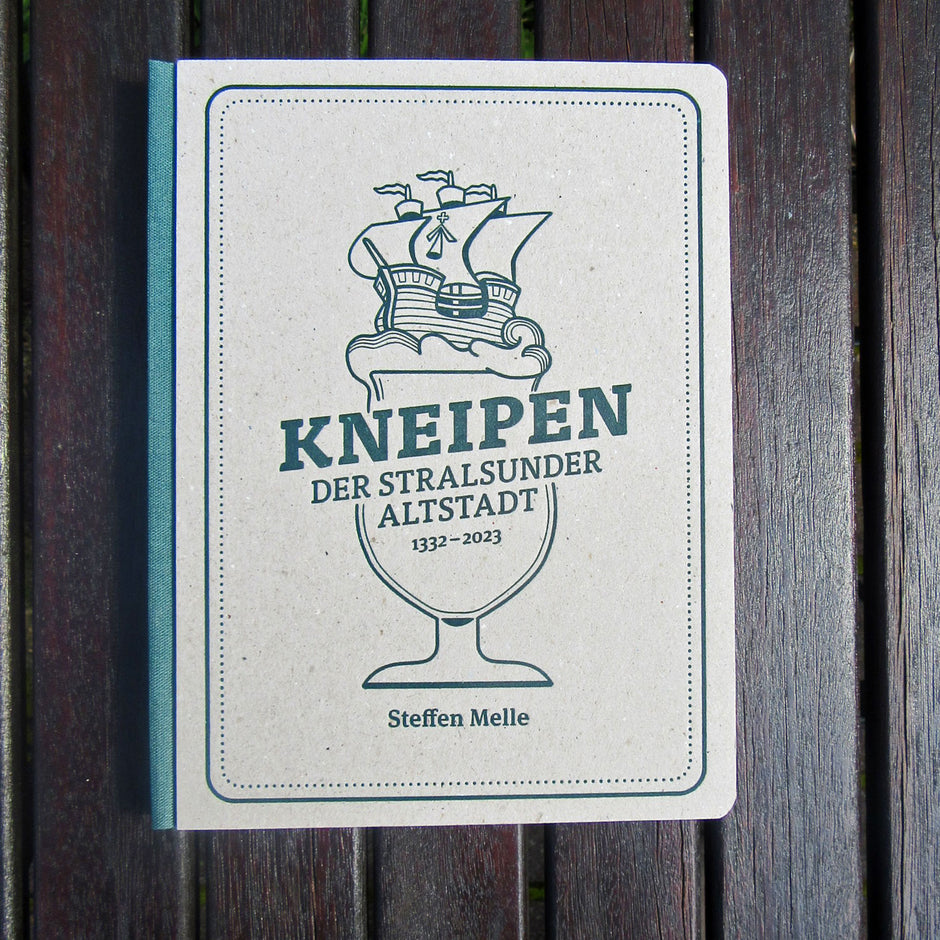 KNEIPEN
DER STRALSUNDER
ALTSTADT
1332–2023
Steffen Melle